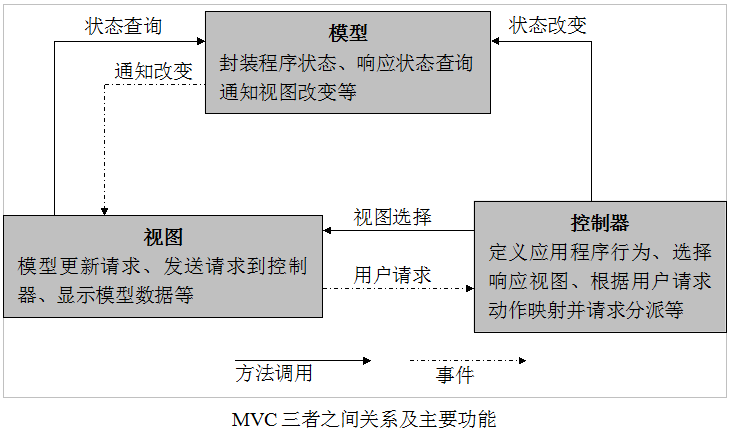 状态查询
模型
状态改变
封装程序状态、响应状态查询
通知视图改变等
通知改变
视图
模型更新请求、发送请求到控制
器、显示模型数据等
视图选择
用户请求
控制器
定义应用程序行为、选择
响应视图、根据用户请求
动作映射并请求分派等
方法调用
事件
MVC 三者之间关系及主要功能